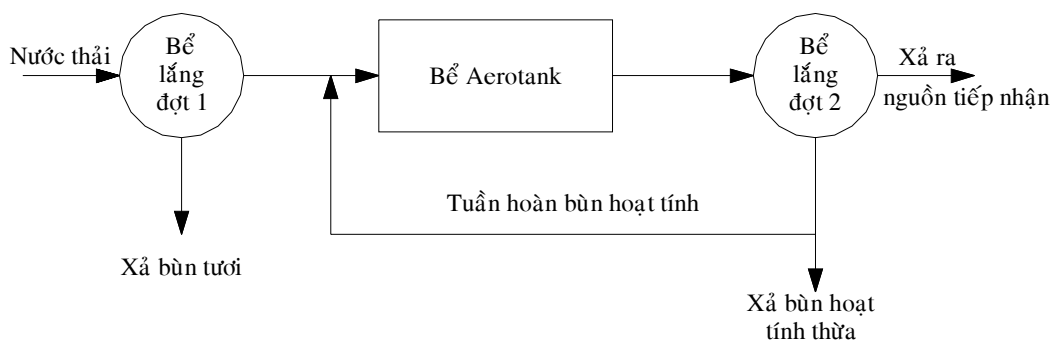 Nước thải
Bể
lắng
đợt 1
Bể Aerotank
Bể
lắng
đợt 2
Xả ra
nguồn tiếp nhận
Tuần hoàn bùn hoạt tính
Xả bùn tươi
Xả bùn hoạt
tính thừa